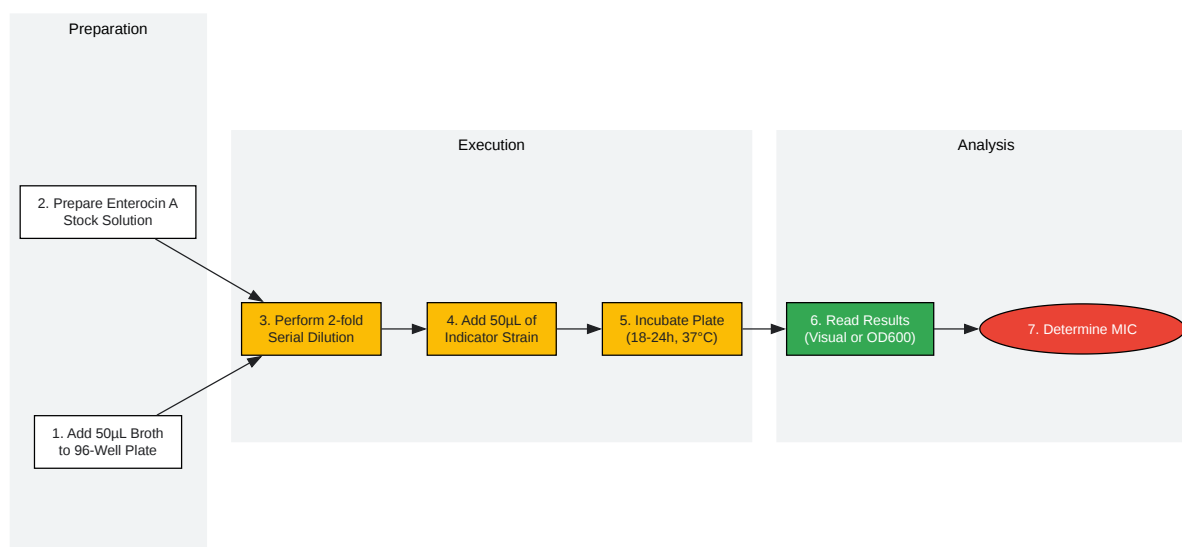 Preparation
2. Prepare Enterocin A
Stock Solution
1. Add 50µL Broth
to 96-Well Plate
Execution
3. Perform 2-fold
Serial Dilution
4. Add 50µL of
Indicator Strain
5. Incubate Plate
(18-24h, 37°C)
Analysis
6. Read Results
(Visual or OD600)
7. Determine MIC